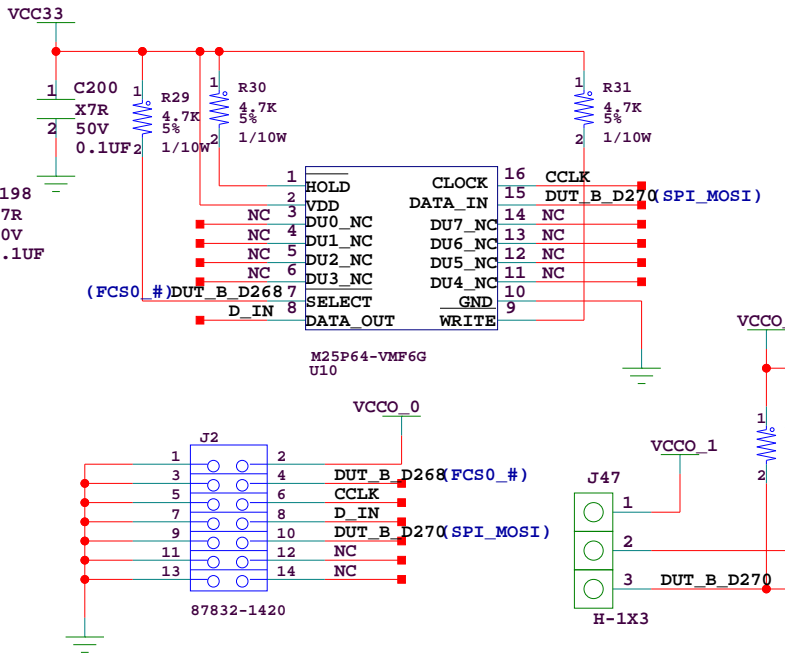 VCC33
1 C200
X7R
2 50V
0.1UF
1 R29
4.7K
5%
2 1/10W
1 R30
4.7K
5%
2 1/10W
1 R31
4.7K
5%
2 1/10W
198
7R
0V
.1UF
1 HOLD CLOCK 16 CCLK
2 VDD DATA_IN 15 DUT_B_D270 (SPI_MOSI)
NC 3 DU0_NC DU7_NC 14 NC
NC 4 DU1_NC DU6_NC 13 NC
NC 5 DU2_NC DU5_NC 12 NC
NC 6 DU3_NC DU4_NC 11 NC
(FCS0_#) DUT_B_D268 7 SELECT GND 10
D_IN 8 DATA_OUT WRITE 9
M25P64-VMF6G
U10
VCCO_0
J2
1 2
3 4 DUT_B_D268 (FCS0_#)
5 6 CCLK
7 8 D_IN
9 10 DUT_B_D270 (SPI_MOSI)
11 12 NC
13 14 NC
87832-1420
VCCO_
1
2
VCCO_1
J47
1
2
3 DUT_B_D270
H-1X3